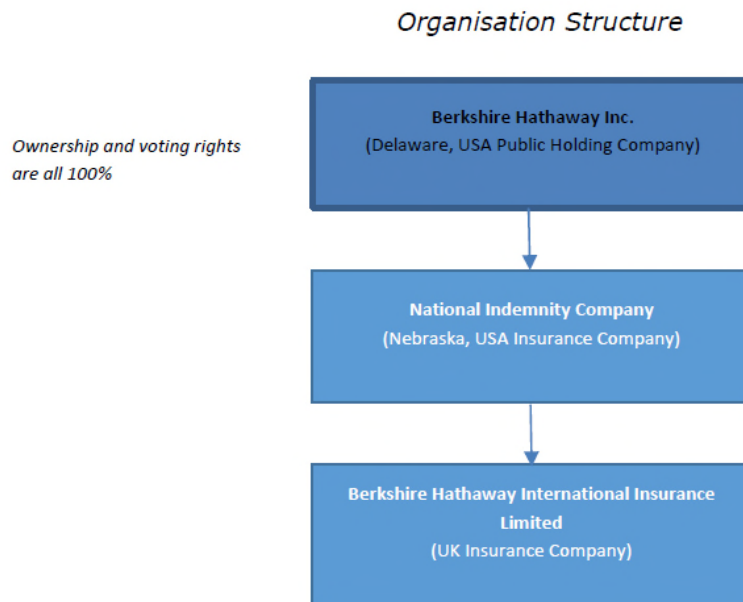 Organisation Structure
Ownership and voting rights
are all 100%
Berkshire Hathaway Inc.
(Delaware, USA Public Holding Company)
National Indemnity Company
(Nebraska, USA Insurance Company)
Berkshire Hathaway International Insurance
Limited
(UK Insurance Company)